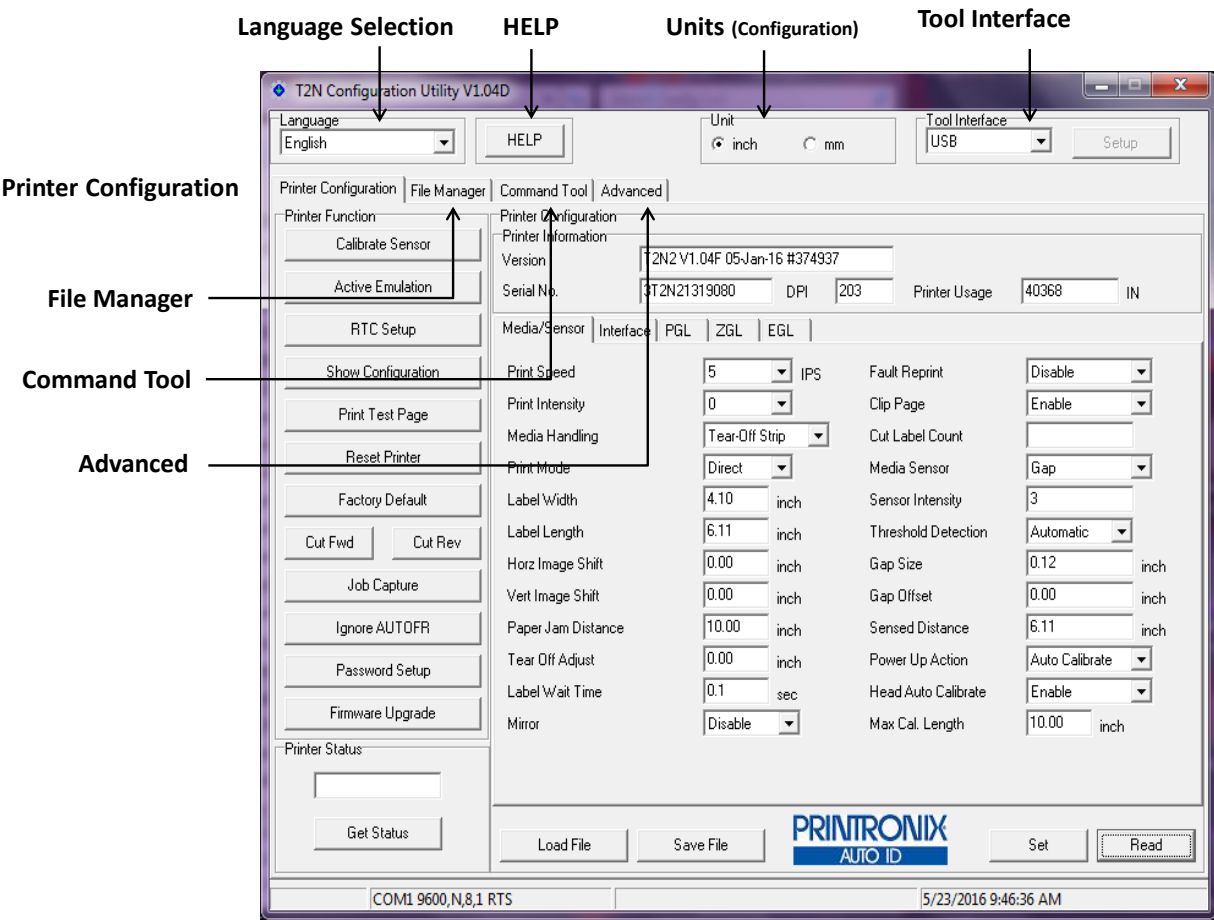 Language Selection HELP Units (Configuration) Tool Interface
T2N Configuration Utility V1.04D
Language Unit Tool Interface
English HELP inch mm USB Setup
Printer Configuration
Printer Configuration File Manager Command Tool Advanced
Printer Function Printer Configuration
Calibrate Sensor Printer Information
Version T2N2 V1.04F 05-Jan-16 #374937
Active Emulation Serial No. 3T2N21319080 DPI 203 Printer Usage 40368 IN
File Manager
RTC Setup Media/Sensor Interface PGL ZGL EGL
Command Tool
Show Configuration Print Speed 5 IPS Fault Reprint Disable
Print Intensity 0 Clip Page Enable
Print Test Page Media Handling Tear-Off Strip Cut Label Count
Advanced
Reset Printer Print Mode Direct Media Sensor Gap
Factory Default Label Width 4.10 inch Sensor Intensity 3
Cut Fwd Cut Rev Label Length 6.11 inch Threshold Detection Automatic
Horz Image Shift 0.00 inch Gap Size 0.12 inch
Job Capture Vert Image Shift 0.00 inch Gap Offset 0.00 inch
Ignore AUTOFR Paper Jam Distance 10.00 inch Sensed Distance 6.11 inch
Password Setup Tear Off Adjust 0.00 inch Power Up Action Auto Calibrate
Label Wait Time 0.1 sec Head Auto Calibrate Enable
Firmware Upgrade Mirror Disable Max Cal. Length 10.00 inch
Printer Status
Get Status Load File Save File PRINTRONIX Set Read
AUTO ID
COM1 9600,N,8,1 RTS 5/23/2016 9:46:36 AM